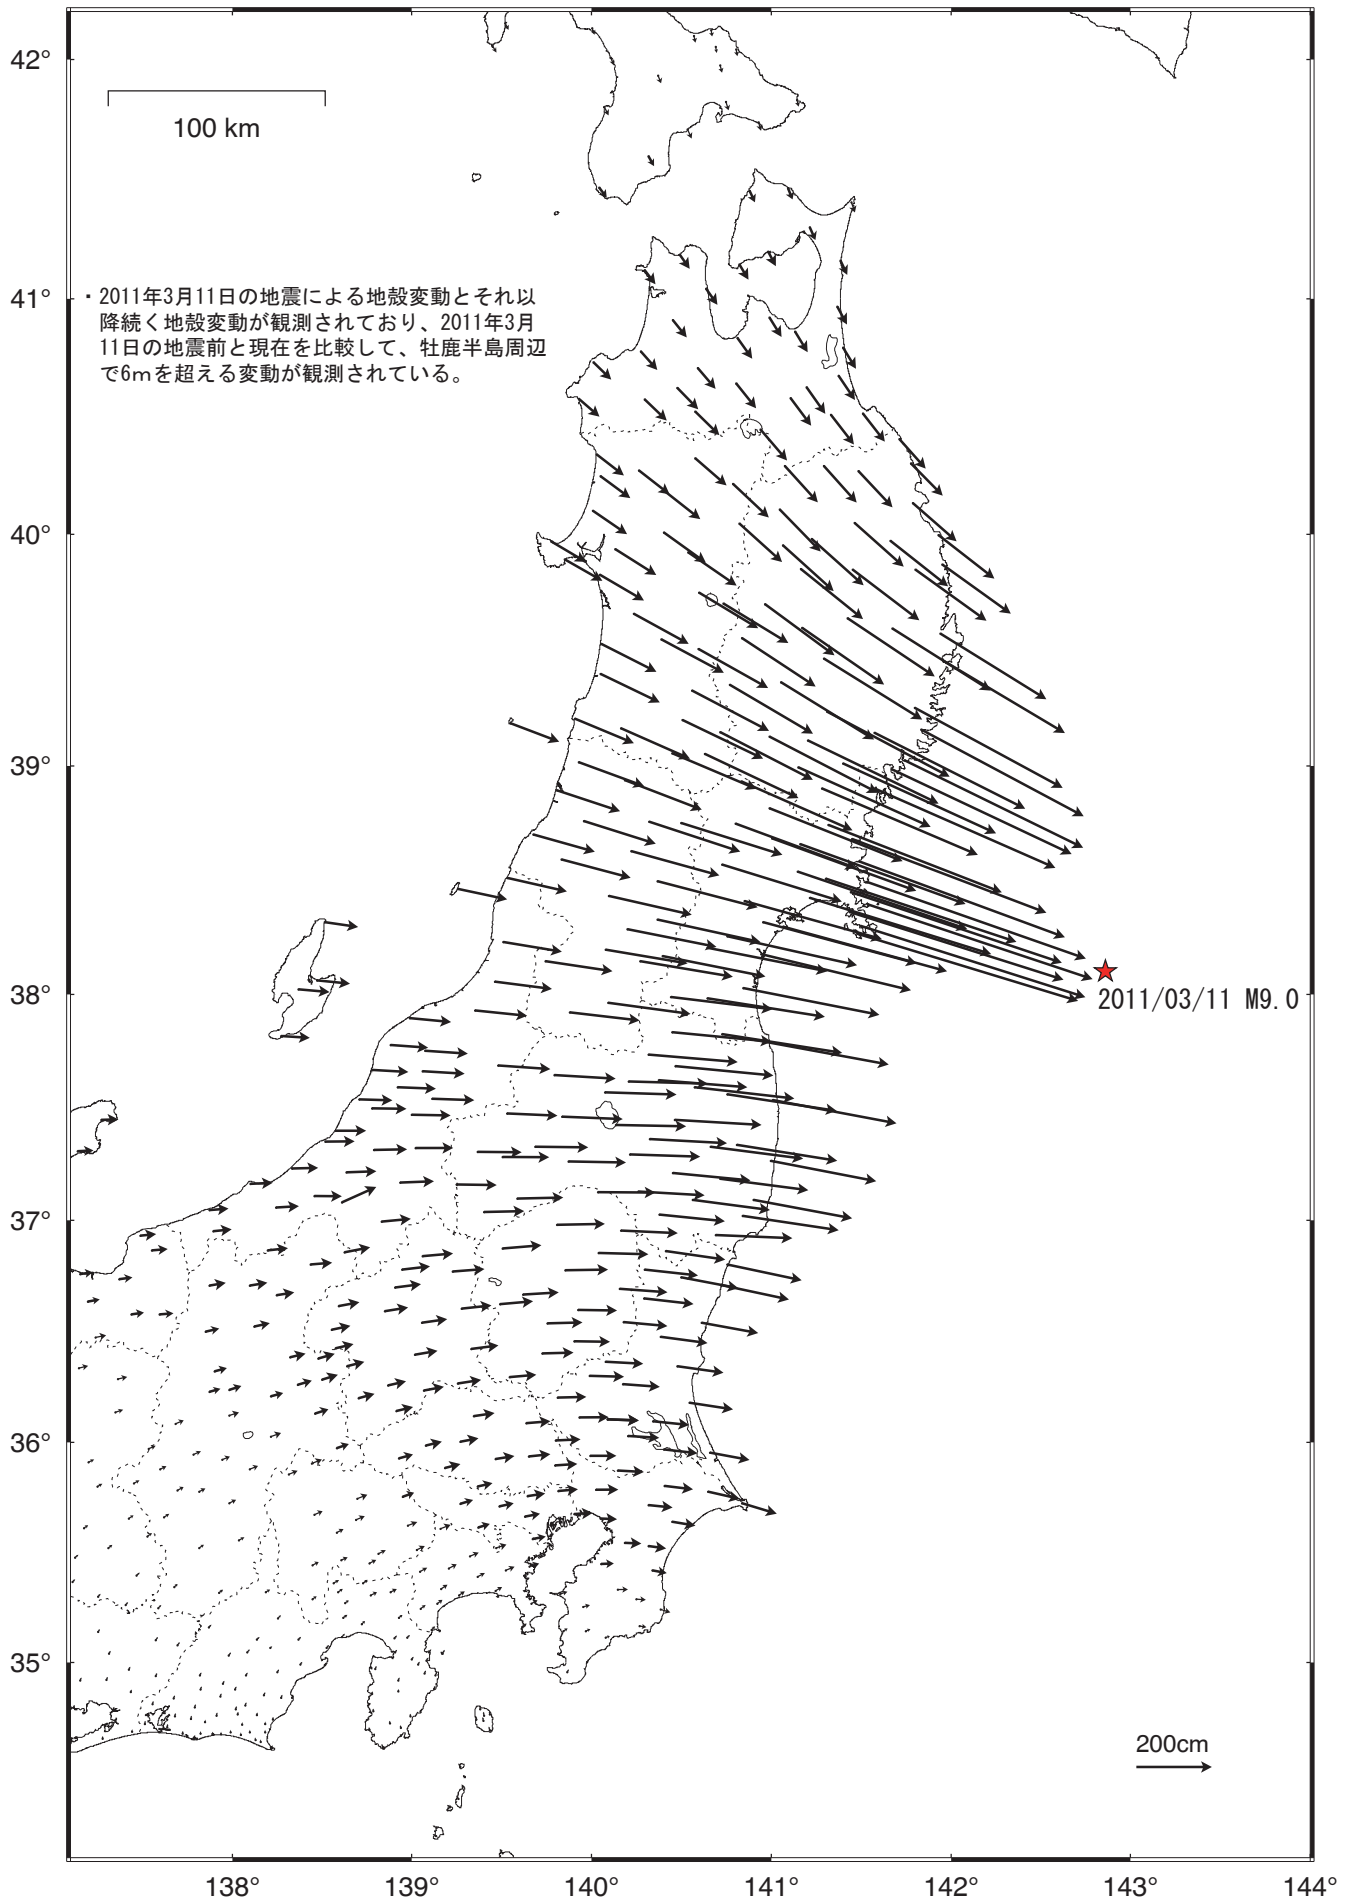 42°
100 km
41°
・2011年3月11日の地震による地殻変動とそれ以
降続く地殻変動が観測されており、2011年3月
11日の地震前と現在を比較して、牡鹿半島周辺
で6mを超える変動が観測されている。
40°
39°
38°
2011/03/11 M9.0
37°
36°
35°
200cm
138° 139° 140° 141° 142° 143° 144°